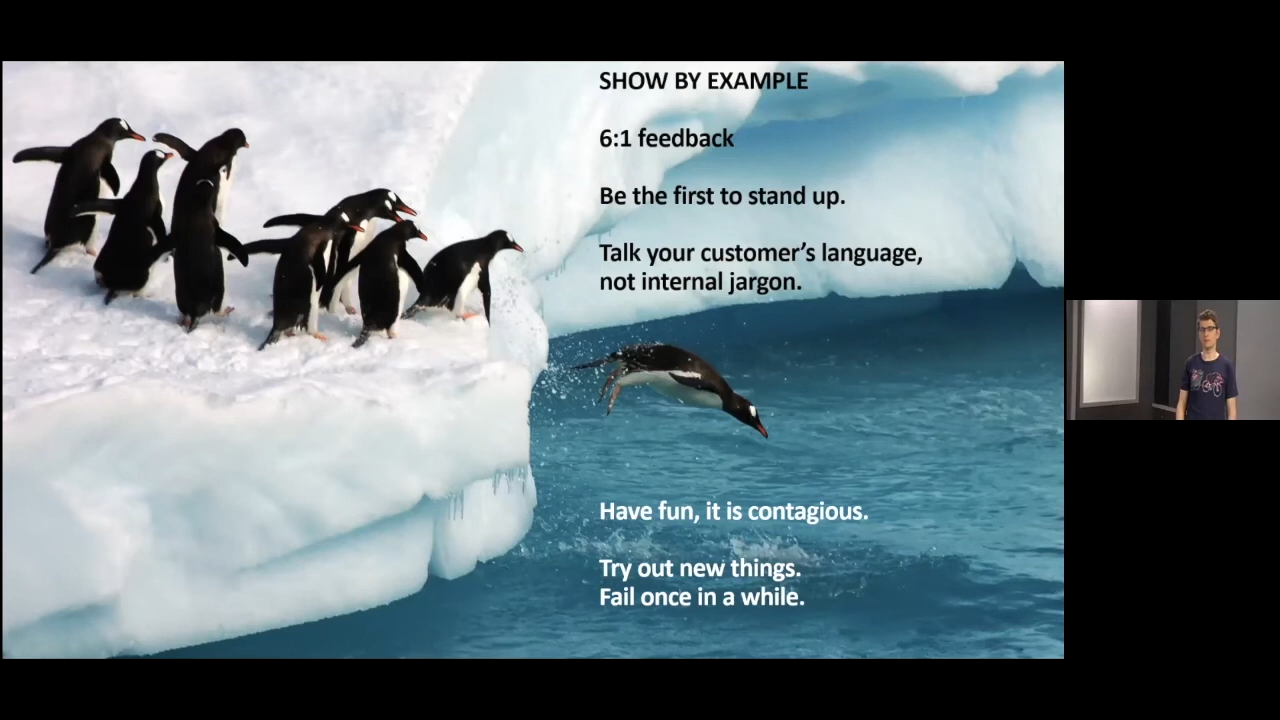 SHOW BY EXAMPLE
6:1 feedback
Be the first to stand up.
Talk your customer’s language,
not internal jargon.
Have fun, it is contagious.
Try out new things.
Fail once in a while.